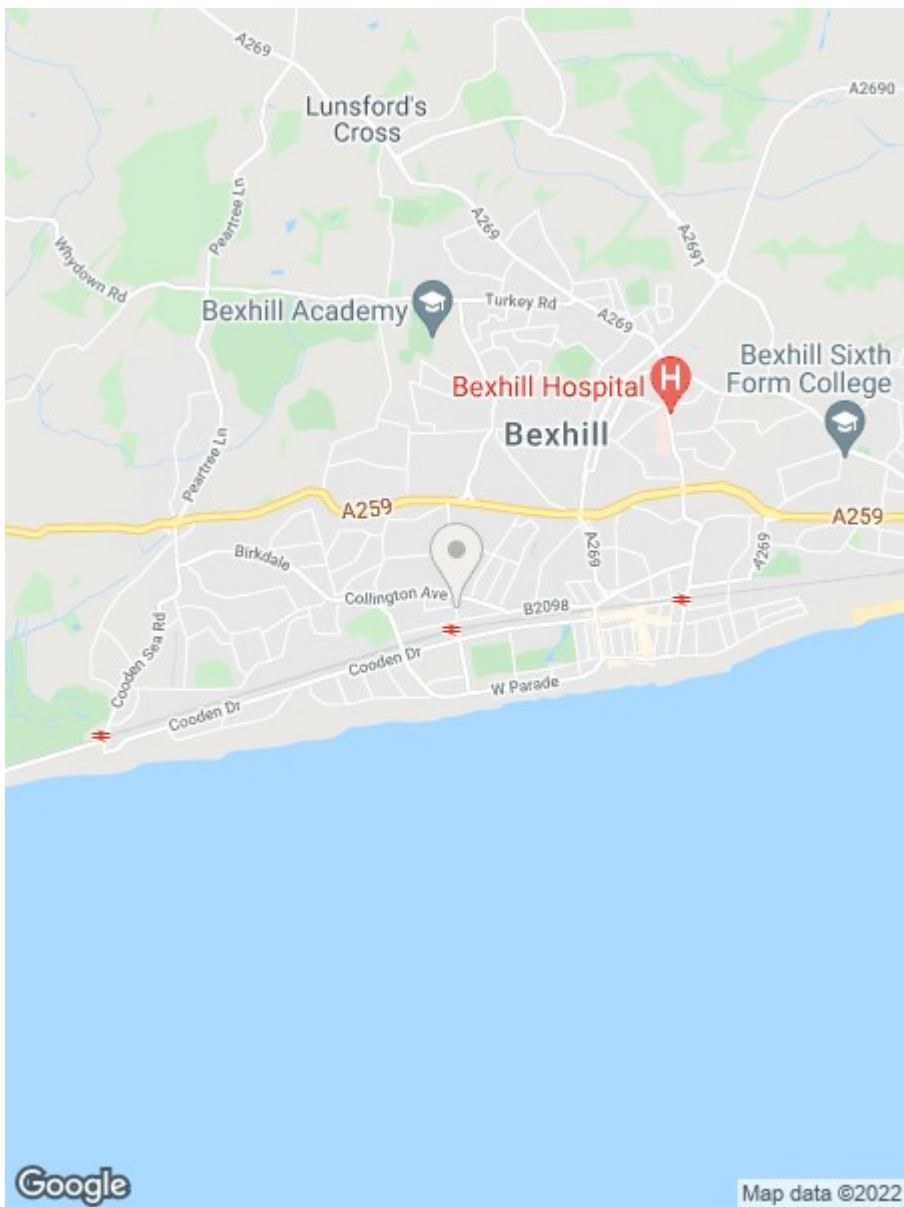 A269
A2690
Lunsford's
Cross
Peartree Ln
A269
A2691
Whydown Rd
Bexhill Academy
Turkey Rd
A269
Bexhill Sixth
Form College
Bexhill Hospital
H
Bexhill
Peartree Ln
A259
A259
Birkdale
A269
A269
Collington Ave
B2098
Cooden Sea Rd
Cooden Dr
W Parade
Cooden Dr
Google
Map data ©2022